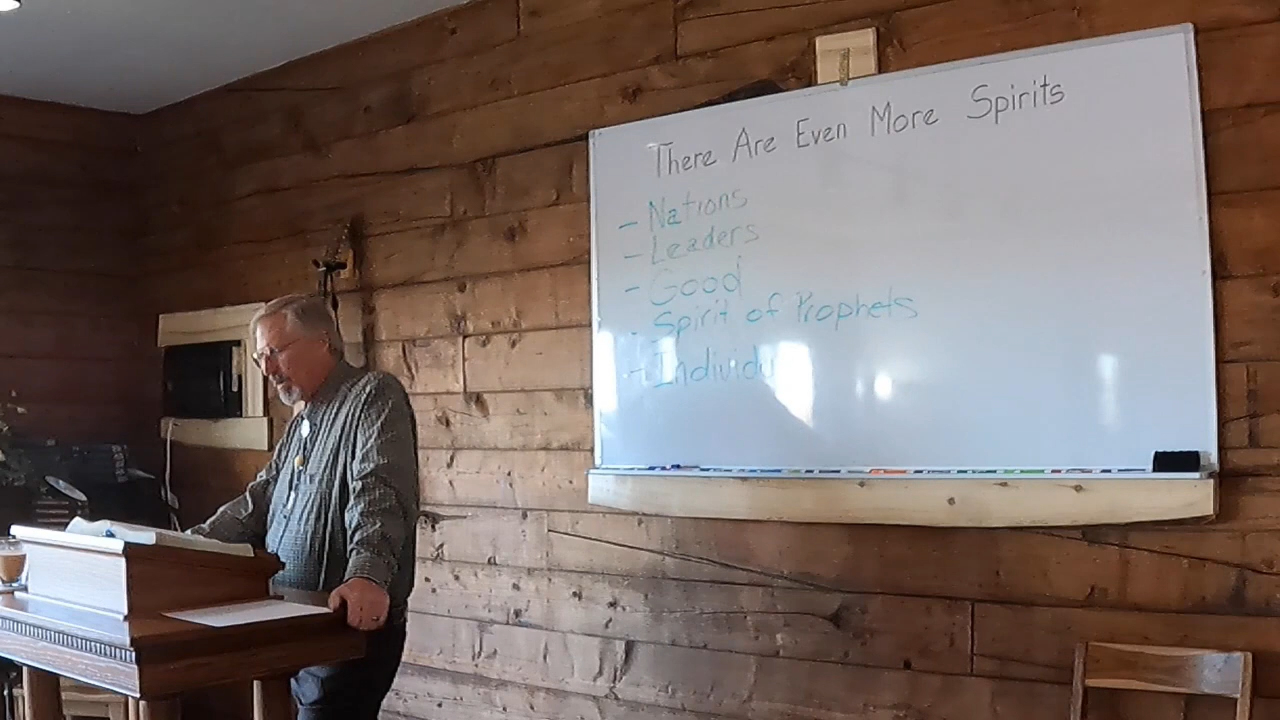 There Are Even More Spirits
- Nations
- Leaders
- Good
- Spirit of Prophets
- Individu